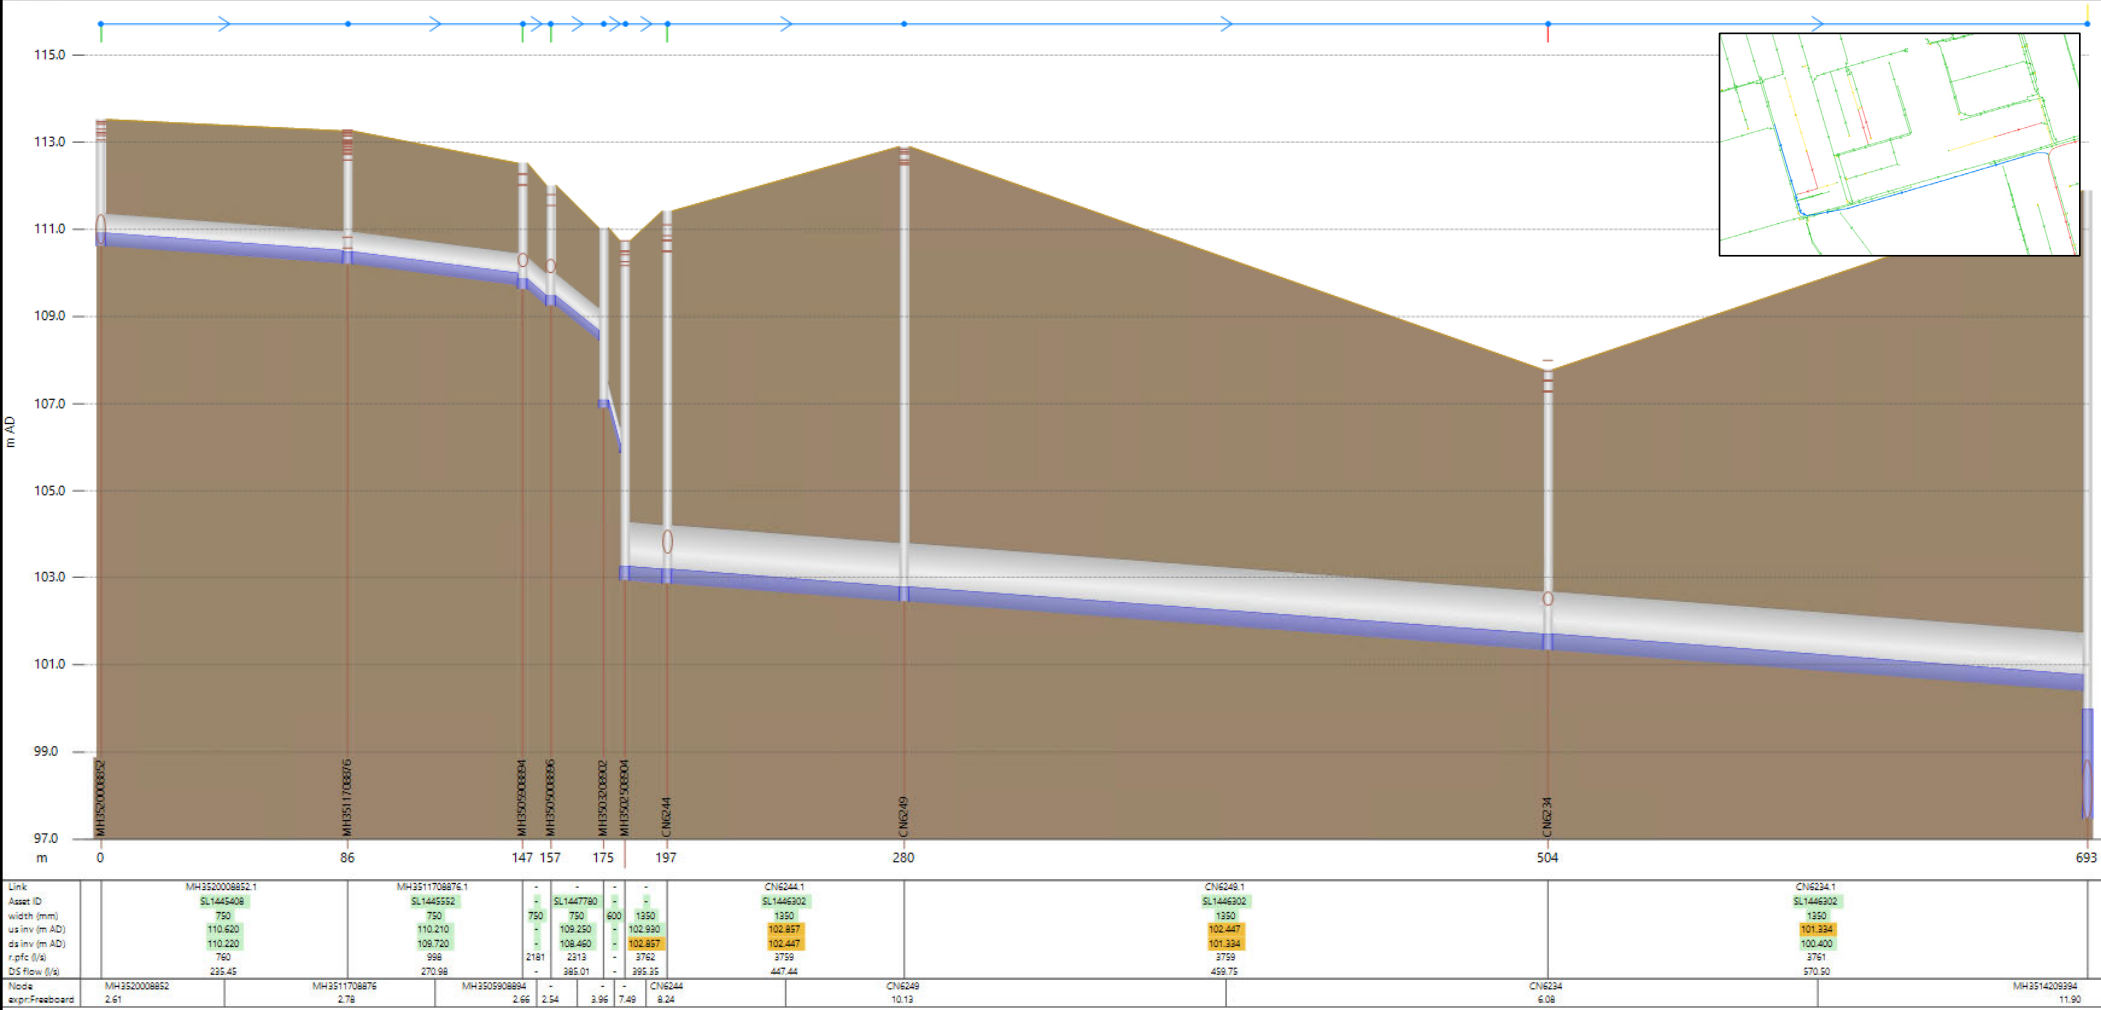 115.0
113.0
111.0
109.0
107.0
m AD
105.0
103.0
101.0
99.0
97.0
MH3520008852
MH3511708876
MH3505908894
MH3505008896
MH3503208902
MH3502508904
CN6244
CN6249
CN6234
m 0 86 147 157 175 197 280 504 693
Link MH3520008852.1 MH3511708876.1 - - - - CN6244.1 CN6249.1 CN6234.1
Asset ID SL1445408 SL1445552 - SL1447780 - - SL1446302 SL1446302 SL1446302
width (mm) 750 750 750 750 600 1350 1350 1350 1350
us inv (m AD) 110.620 110.210 - 109.250 - 102.930 102.857 102.447 101.334
ds inv (m AD) 110.220 109.720 - 108.460 - 102.857 102.447 101.334 100.400
r.pfc (l/s) 760 998 2181 2313 - 3762 3759 3759 3761
DS flow (l/s) 235.45 270.98 - 385.01 - 395.35 447.44 459.75 570.50
Node MH3520008852 MH3511708876 MH3505908894 - - - CN6244 CN6249 CN6234 MH3514209394
expr:Freeboard 2.61 2.78 2.66 2.54 3.96 7.49 8.24 10.13 6.08 11.90